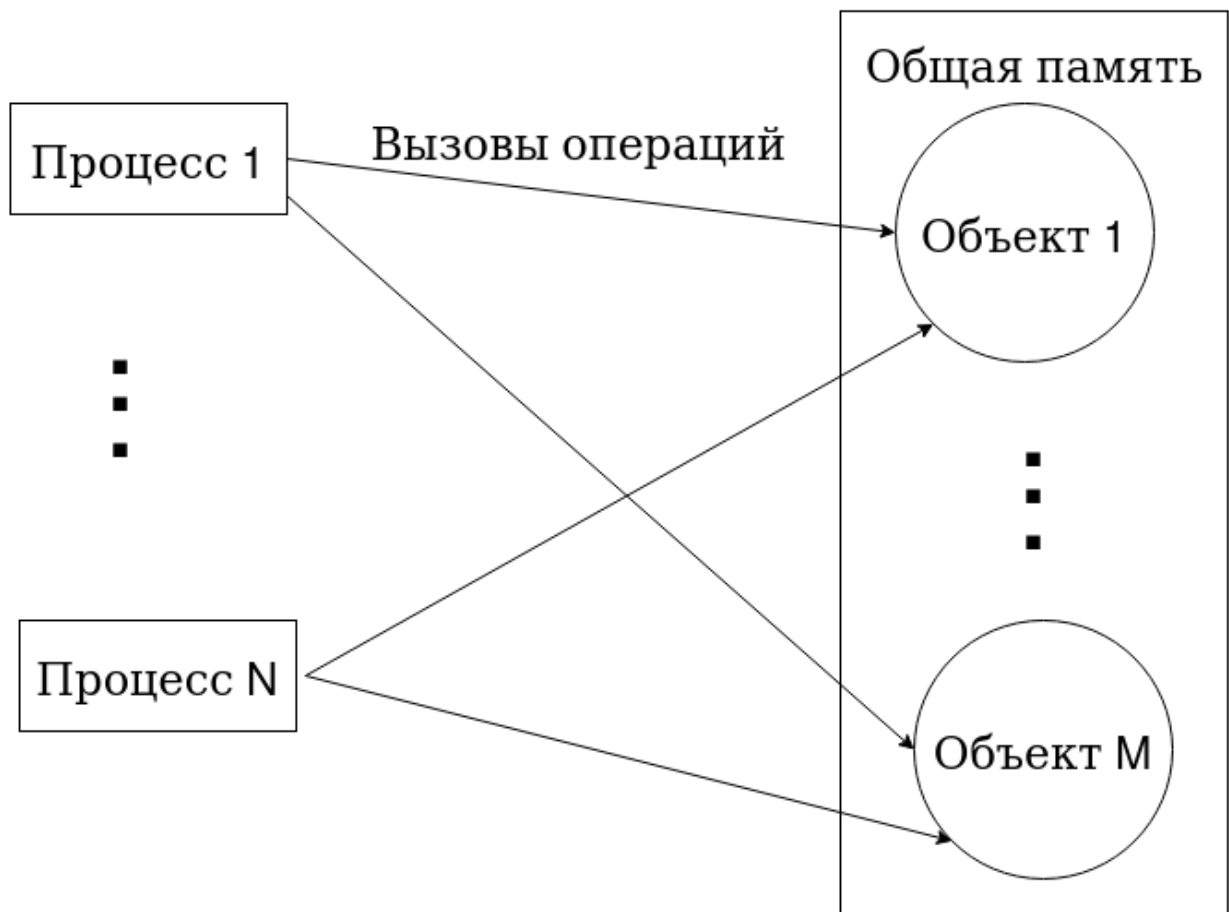 Общая память
Процесс 1
Вызовы операций
Объект 1
Процесс N
Объект M